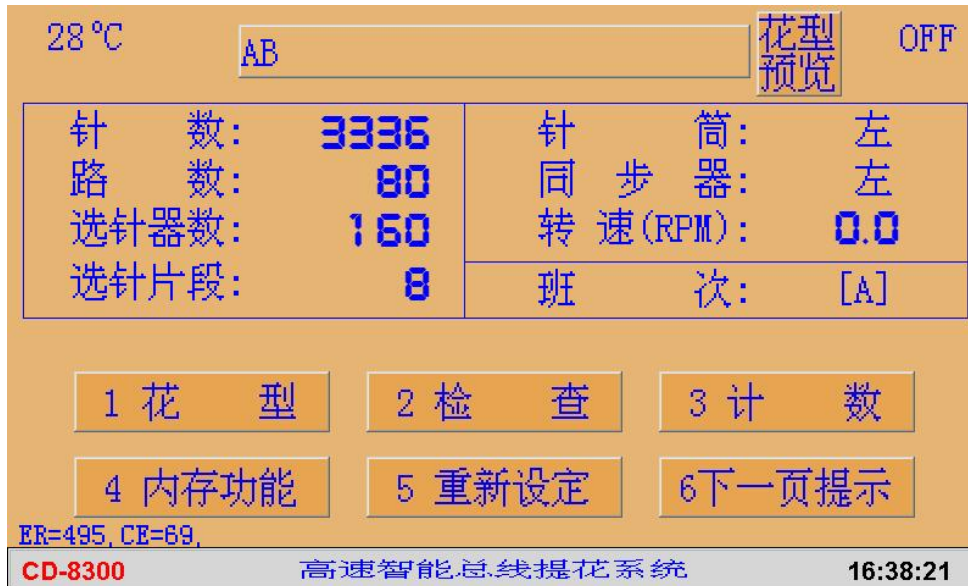 28℃ AB 花型预览 OFF
针 数: 3336 针 筒: 左
路 数: 80 同 步 器: 左
选针器数: 160 转 速(RPM): 0.0
选针片段: 8 班 次: [A]
1 花 型 2 检 查 3 计 数
4 内存功能 5 重新设定 6下一页提示
ER=495, CE=69,
CD-8300 高速智能总线提花系统 16:38:21